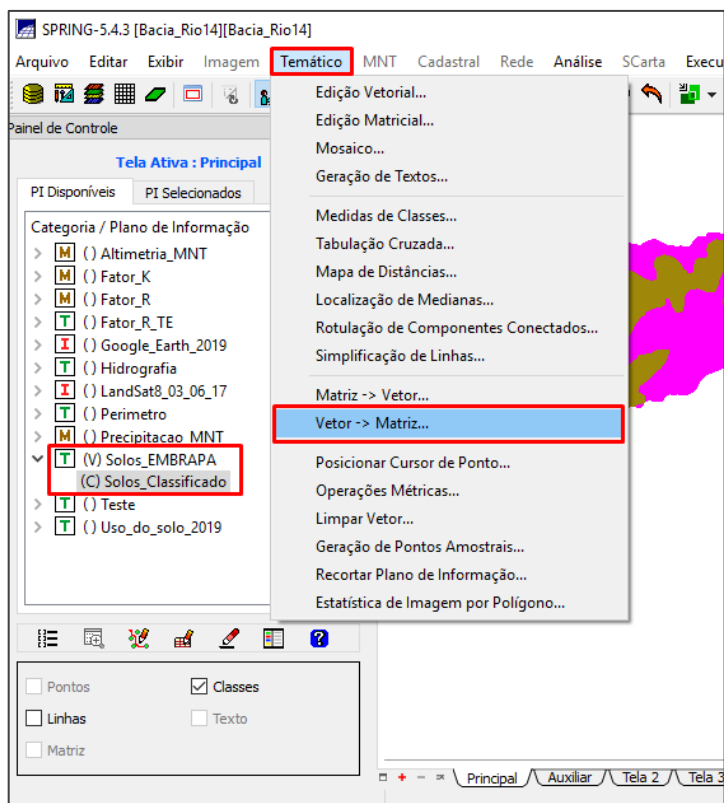 SPRING-5.4.3 [Bacia_Rio14][Bacia_Rio14]
Arquivo Editar Exibir Imagem Temático MNT Cadastral Rede Análise SCarta Execu
Painel de Controle
Tela Ativa : Principal
PI Disponíveis PI Selecionados
Categoria / Plano de Informação
M ( ) Altimetria_MNT
M ( ) Fator_K
M ( ) Fator_R
T ( ) Fator_R_TE
I ( ) Google_Earth_2019
T ( ) Hidrografia
I ( ) LandSat8_03_06_17
T ( ) Perimetro
M ( ) Precipitacao_MNT
T (V) Solos_EMBRAPA
(C) Solos_Classificado
T ( ) Teste
T ( ) Uso_do_solo_2019
Edição Vetorial...
Edição Matricial...
Mosaico...
Geração de Textos...
Medidas de Classes...
Tabulação Cruzada...
Mapa de Distâncias...
Localização de Medianas...
Rotulação de Componentes Conectados...
Simplificação de Linhas...
Matriz -> Vetor...
Vetor -> Matriz...
Posicionar Cursor de Ponto...
Operações Métricas...
Limpar Vetor...
Geração de Pontos Amostrais...
Recortar Plano de Informação...
Estatística de Imagem por Polígono...
Pontos Classes
Linhas Texto
Matriz
Principal Auxiliar Tela 2 Tela 3